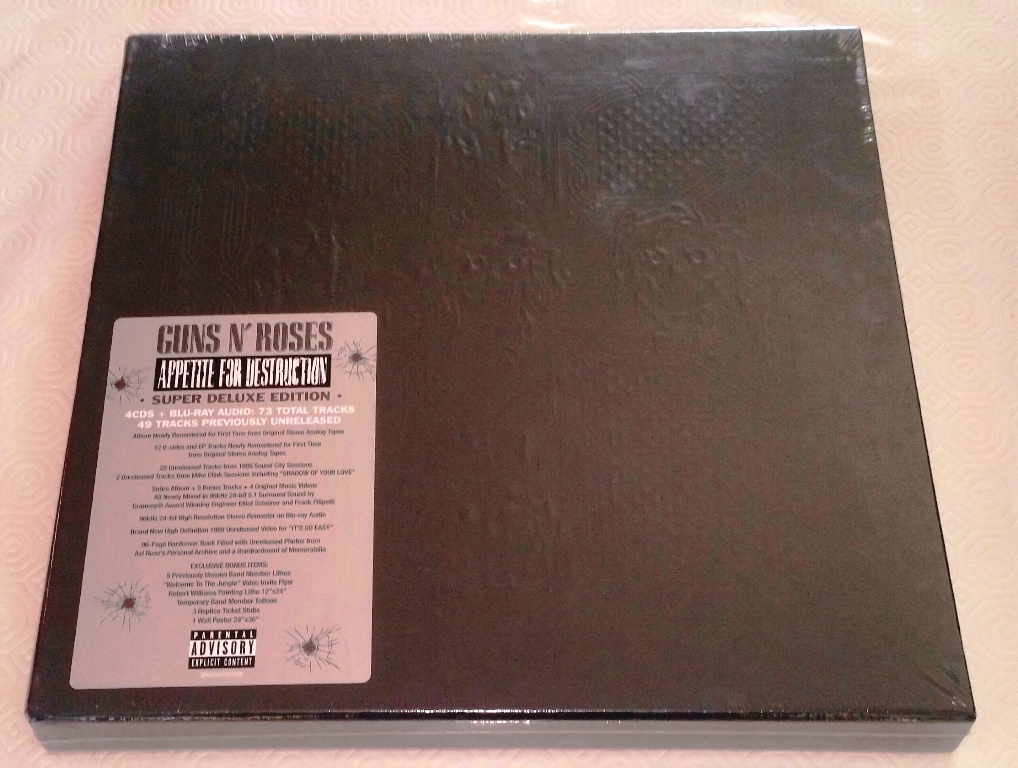 GUNS N' ROSES
APPETITE FOR DESTRUCTION
· SUPER DELUXE EDITION ·
4CDS + BLU-RAY AUDIO: 73 TOTAL TRACKS
49 TRACKS PREVIOUSLY UNRELEASED
Album Newly Remastered for First Time from Original Stereo Analog Tapes
12 B-sides and EP Tracks Newly Remastered for First Time
from Original Stereo Analog Tapes
25 Unreleased Tracks from 1986 Sound City Sessions
2 Unreleased Tracks from Mike Clink Sessions including "SHADOW OF YOUR LOVE"
Entire Album + 5 Bonus Tracks + 4 Original Music Videos
All Newly Mixed in 96kHz 24-bit 5.1 Surround Sound by
Grammy® Award Winning Engineer Elliot Scheiner and Frank Filipetti
96kHz 24-bit High Resolution Stereo Remaster on Blu-ray Audio
Brand New High Definition 1989 Unreleased Video for "IT'S SO EASY"
96-Page Hardcover Book Filled with Unreleased Photos from
Axl Rose's Personal Archive and a Bombardment of Memorabilia
EXCLUSIVE BONUS ITEMS:
5 Previously Unseen Band Member Lithos
"Welcome To The Jungle" Video Invite Flyer
Robert Williams Painting Litho 12"x24"
Temporary Band Member Tattoos
3 Replica Ticket Stubs
1 Wall Poster 24"x36"
PARENTAL
ADVISORY
EXPLICIT CONTENT